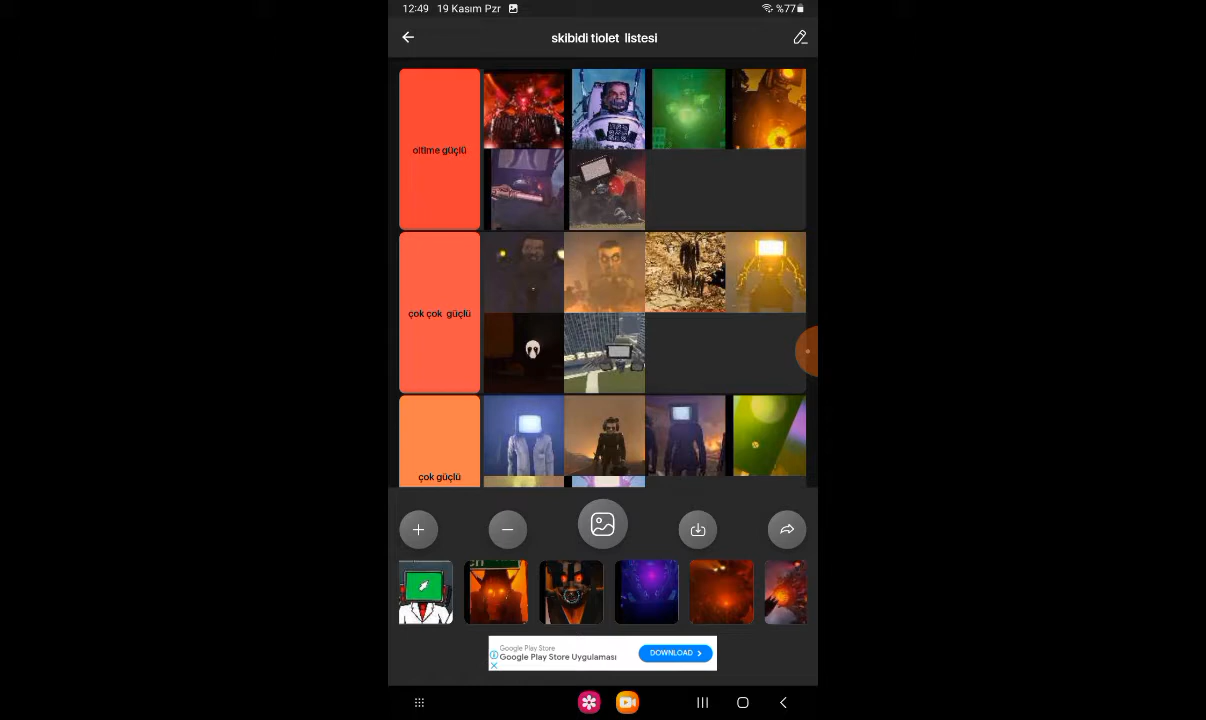 12:49 19 Kasım Pzr
%77
skibidi tiolet listesi
oltime güçlü
çok çok güçlü
çok güçlü
Google Play Store
Google Play Store Uygulaması
DOWNLOAD